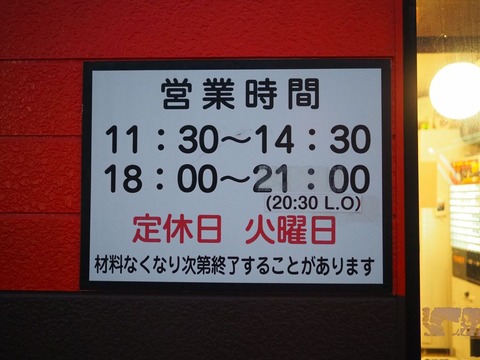 営業時間
11：30～14：30
18：00～21：00
(20:30 L.O)
定休日 火曜日
材料なくなり次第終了することがあります